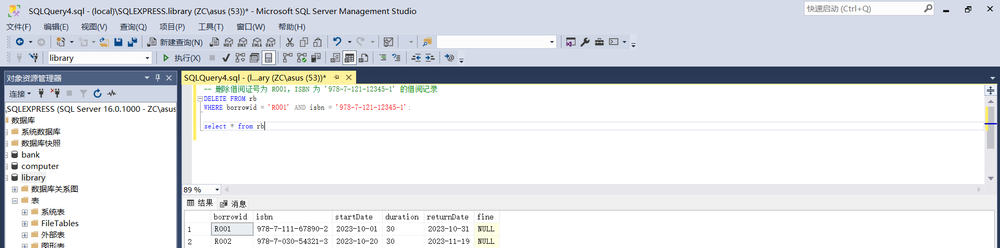 SQLQuery4.sql - (local)\SQLEXPRESS.library (ZC\asus (53))* - Microsoft SQL Server Management Studio
快速启动 (Ctrl+Q)
文件(F) 编辑(E) 视图(V) 查询(Q) 项目(P) 工具(T) 窗口(W) 帮助(H)
新建查询(N) MDX DMX XMLA DAX
library 执行(X)
对象资源管理器
SQLQuery4.sql - (l...ary (ZC\asus (53))*
连接
-- 删除借阅证号为 R001, ISBN 为 '978-7-121-12345-1' 的借阅记录
DELETE FROM rb
WHERE borrowid = 'R001' AND isbn = '978-7-121-12345-1';
select * from rb
\SQLEXPRESS (SQL Server 16.0.1000 - ZC\asus
数据库
系统数据库
数据库快照
bank
computer
library
数据库关系图
表
系统表
FileTables
外部表
图形表
89 %
结果 消息
borrowid isbn startDate duration returnDate fine
1 R001 978-7-111-67890-2 2023-10-01 30 2023-10-31 NULL
2 R002 978-7-030-54321-3 2023-10-20 30 2023-11-19 NULL